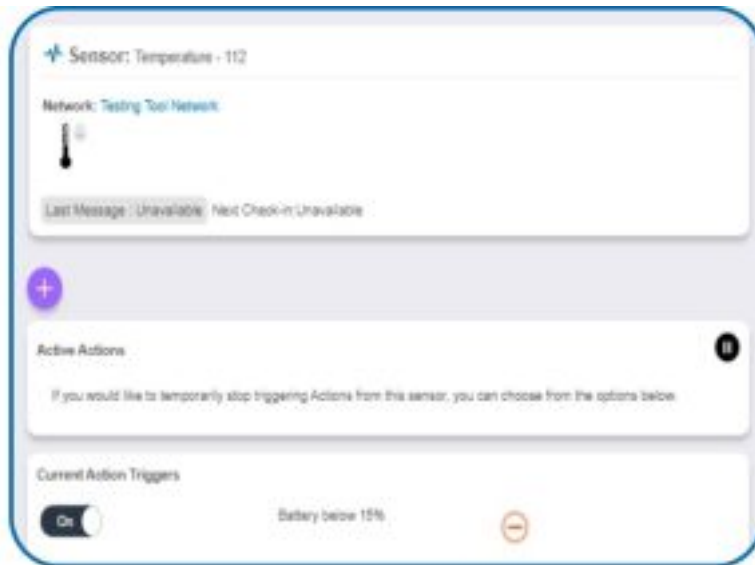 Sensor: Temperature - 112
Network: Testing Tool Network
Last Message : Unavailable Next Check-in:Unavailable
Active Actions
If you would like to temporarily stop triggering Actions from this sensor, you can choose from the options below.
Current Action Triggers
On Battery below 15%